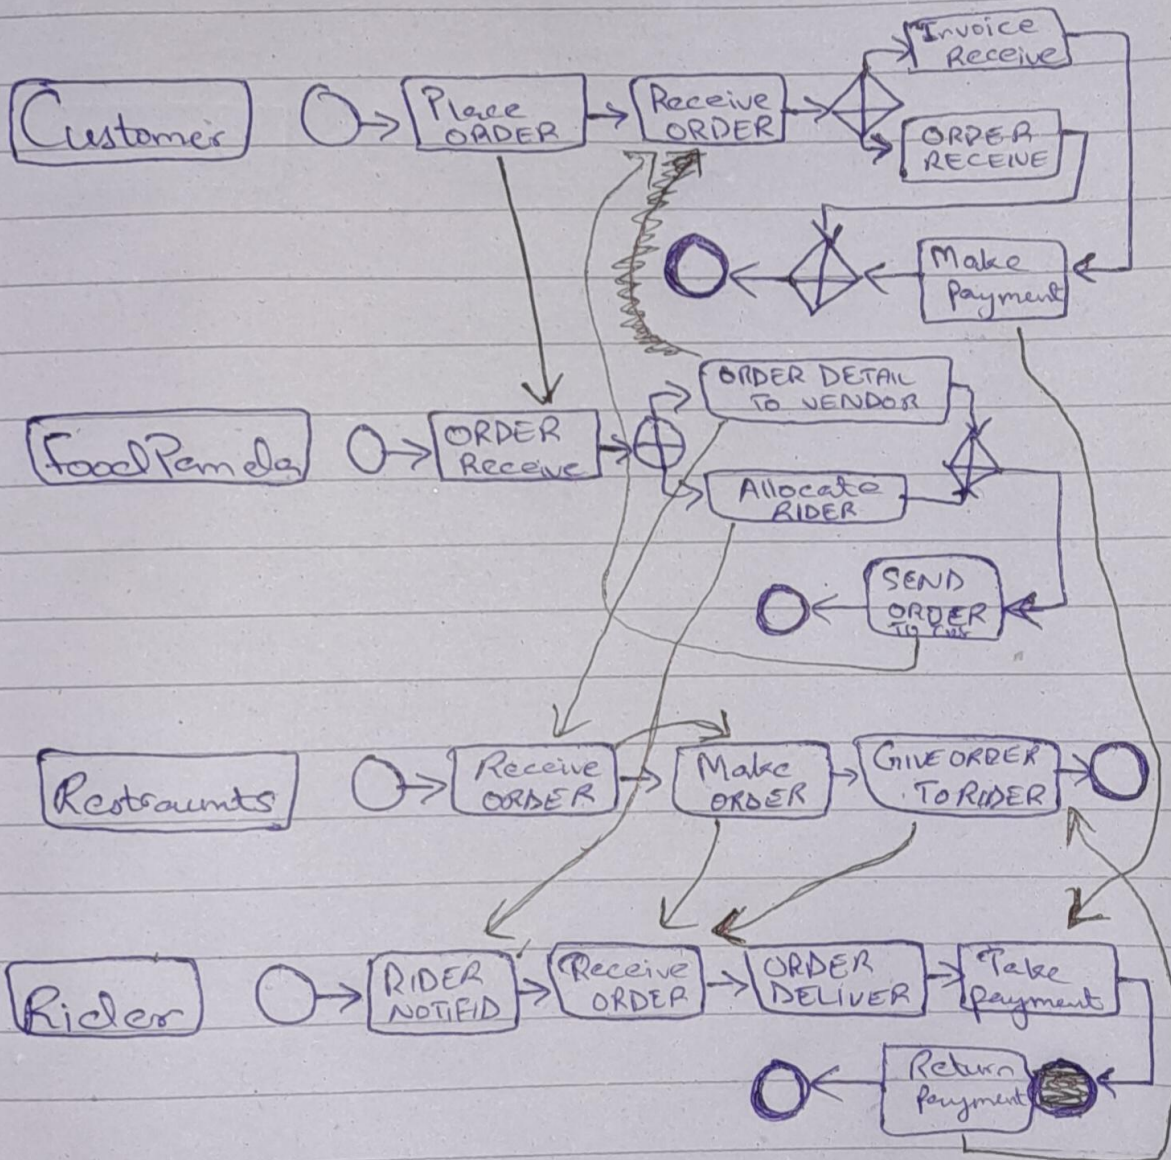 Invoice
Receive
Customer
Place
ORDER
Receive
ORDER
ORDER
RECEIVE
Make
payment
ORDER DETAIL
TO VENDOR
FoodPanda
ORDER
Receive
Allocate
RIDER
SEND
ORDER
TO CUS
Restraunts
Receive
ORDER
Make
ORDER
GIVE ORDER
TO RIDER
Rider
RIDER
NOTIFID
Receive
ORDER
ORDER
DELIVER
Take
payment
Return
payment